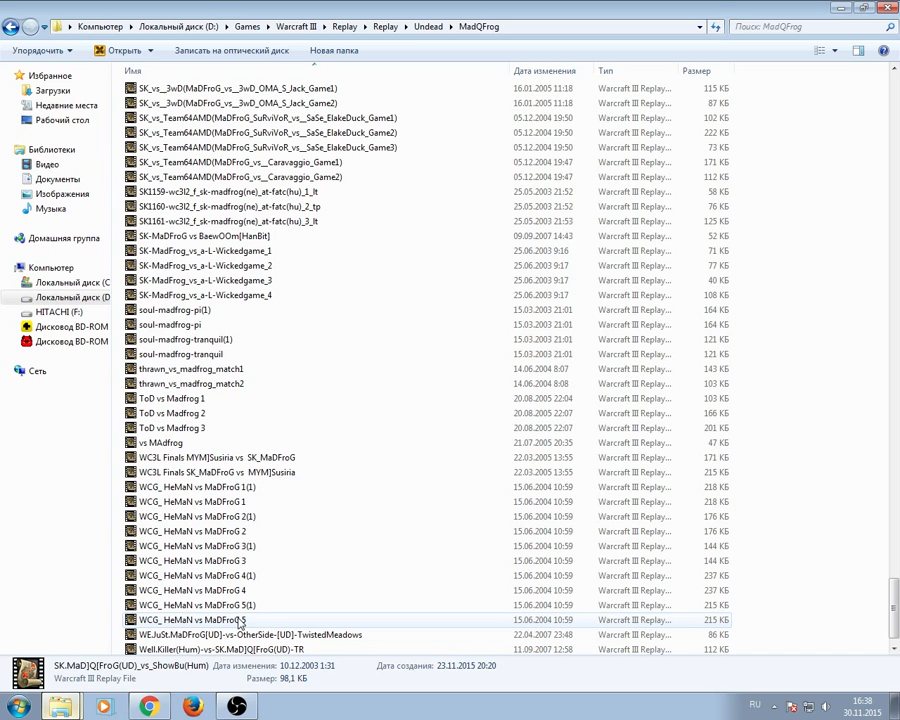 Компьютер ▸ Локальный диск (D:) ▸ Games ▸ Warcraft III ▸ Replay ▸ Replay ▸ Undead ▸ MadQFrog
Поиск: MadQFrog
Упорядочить Открыть Записать на оптический диск Новая папка
Имя Дата изменения Тип Размер
Избранное
Загрузки
Недавние места
Рабочий стол
Библиотеки
Видео
Документы
Изображения
Музыка
Домашняя группа
Компьютер
Локальный диск (C
Локальный диск (D
HITACHI (F:)
Дисковод BD-ROM
Дисковод BD-ROM
Сеть
SK_vs__3wD(MaDFroG_vs__3wD_OMA_S_Jack_Game1) 16.01.2005 11:18 Warcraft III Replay... 115 КБ
SK_vs__3wD(MaDFroG_vs__3wD_OMA_S_Jack_Game2) 16.01.2005 11:18 Warcraft III Replay... 87 КБ
SK_vs_Team64AMD(MaDFroG_SuRviVoR_vs__SaSe_ElakeDuck_Game1) 05.12.2004 19:50 Warcraft III Replay... 102 КБ
SK_vs_Team64AMD(MaDFroG_SuRviVoR_vs__SaSe_ElakeDuck_Game2) 05.12.2004 19:50 Warcraft III Replay... 222 КБ
SK_vs_Team64AMD(MaDFroG_SuRviVoR_vs__SaSe_ElakeDuck_Game3) 05.12.2004 19:50 Warcraft III Replay... 73 КБ
SK_vs_Team64AMD(MaDFroG_vs__Caravaggio_Game1) 05.12.2004 19:47 Warcraft III Replay... 171 КБ
SK_vs_Team64AMD(MaDFroG_vs__Caravaggio_Game2) 05.12.2004 19:47 Warcraft III Replay... 112 КБ
SK1159-wc3l2_f_sk-madfrog(ne)_at-fatc(hu)_1_lt 25.05.2003 21:52 Warcraft III Replay... 58 КБ
SK1160-wc3l2_f_sk-madfrog(ne)_at-fatc(hu)_2_tp 25.05.2003 21:52 Warcraft III Replay... 76 КБ
SK1161-wc3l2_f_sk-madfrog(ne)_at-fatc(hu)_3_lt 25.05.2003 21:53 Warcraft III Replay... 125 КБ
SK-MaDFroG vs BaewOOm[HanBit] 09.09.2007 14:43 Warcraft III Replay... 52 КБ
SK-MadFrog_vs_a-L-Wickedgame_1 25.06.2003 9:16 Warcraft III Replay... 71 КБ
SK-MadFrog_vs_a-L-Wickedgame_2 25.06.2003 9:17 Warcraft III Replay... 77 КБ
SK-MadFrog_vs_a-L-Wickedgame_3 25.06.2003 9:17 Warcraft III Replay... 40 КБ
SK-MadFrog_vs_a-L-Wickedgame_4 25.06.2003 9:17 Warcraft III Replay... 108 КБ
soul-madfrog-pi(1) 15.03.2003 21:01 Warcraft III Replay... 164 КБ
soul-madfrog-pi 15.03.2003 21:01 Warcraft III Replay... 164 КБ
soul-madfrog-tranquil(1) 15.03.2003 21:01 Warcraft III Replay... 121 КБ
soul-madfrog-tranquil 15.03.2003 21:01 Warcraft III Replay... 121 КБ
thrawn_vs_madfrog_match1 14.06.2004 8:07 Warcraft III Replay... 143 КБ
thrawn_vs_madfrog_match2 14.06.2004 8:08 Warcraft III Replay... 103 КБ
ToD vs Madfrog 1 20.08.2005 22:04 Warcraft III Replay... 103 КБ
ToD vs Madfrog 2 20.08.2005 22:07 Warcraft III Replay... 166 КБ
ToD vs Madfrog 3 20.08.2005 22:07 Warcraft III Replay... 201 КБ
vs MAdfrog 21.07.2005 20:35 Warcraft III Replay... 47 КБ
WC3L Finals MYM]Susiria vs SK_MaDFroG 22.03.2005 13:55 Warcraft III Replay... 171 КБ
WC3L Finals SK_MaDFroG vs MYM]Susiria 22.03.2005 13:55 Warcraft III Replay... 215 КБ
WCG_ HeMaN vs MaDFroG 1(1) 15.06.2004 10:59 Warcraft III Replay... 218 КБ
WCG_ HeMaN vs MaDFroG 1 15.06.2004 10:59 Warcraft III Replay... 218 КБ
WCG_ HeMaN vs MaDFroG 2(1) 15.06.2004 10:59 Warcraft III Replay... 176 КБ
WCG_ HeMaN vs MaDFroG 2 15.06.2004 10:59 Warcraft III Replay... 176 КБ
WCG_ HeMaN vs MaDFroG 3(1) 15.06.2004 10:59 Warcraft III Replay... 144 КБ
WCG_ HeMaN vs MaDFroG 3 15.06.2004 10:59 Warcraft III Replay... 144 КБ
WCG_ HeMaN vs MaDFroG 4(1) 15.06.2004 10:59 Warcraft III Replay... 237 КБ
WCG_ HeMaN vs MaDFroG 4 15.06.2004 10:59 Warcraft III Replay... 237 КБ
WCG_ HeMaN vs MaDFroG 5(1) 15.06.2004 10:59 Warcraft III Replay... 215 КБ
WCG_ HeMaN vs MaDFroG 5 15.06.2004 10:59 Warcraft III Replay... 215 КБ
WE.JuSt.MaDFroG[UD]-vs-OtherSide-[UD]-TwistedMeadows 22.04.2007 23:48 Warcraft III Replay... 86 КБ
Well.Killer(Hum)-vs-SK.MaD]Q[FroG(UD)-TR 11.09.2007 12:58 Warcraft III Replay... 112 КБ
SK.MaD]Q[FroG(UD)_vs_ShowBu(Hum) Дата изменения: 10.12.2003 1:31 Дата создания: 23.11.2015 20:20
Warcraft III Replay File Размер: 98,1 КБ
RU 16:38
30.11.2015